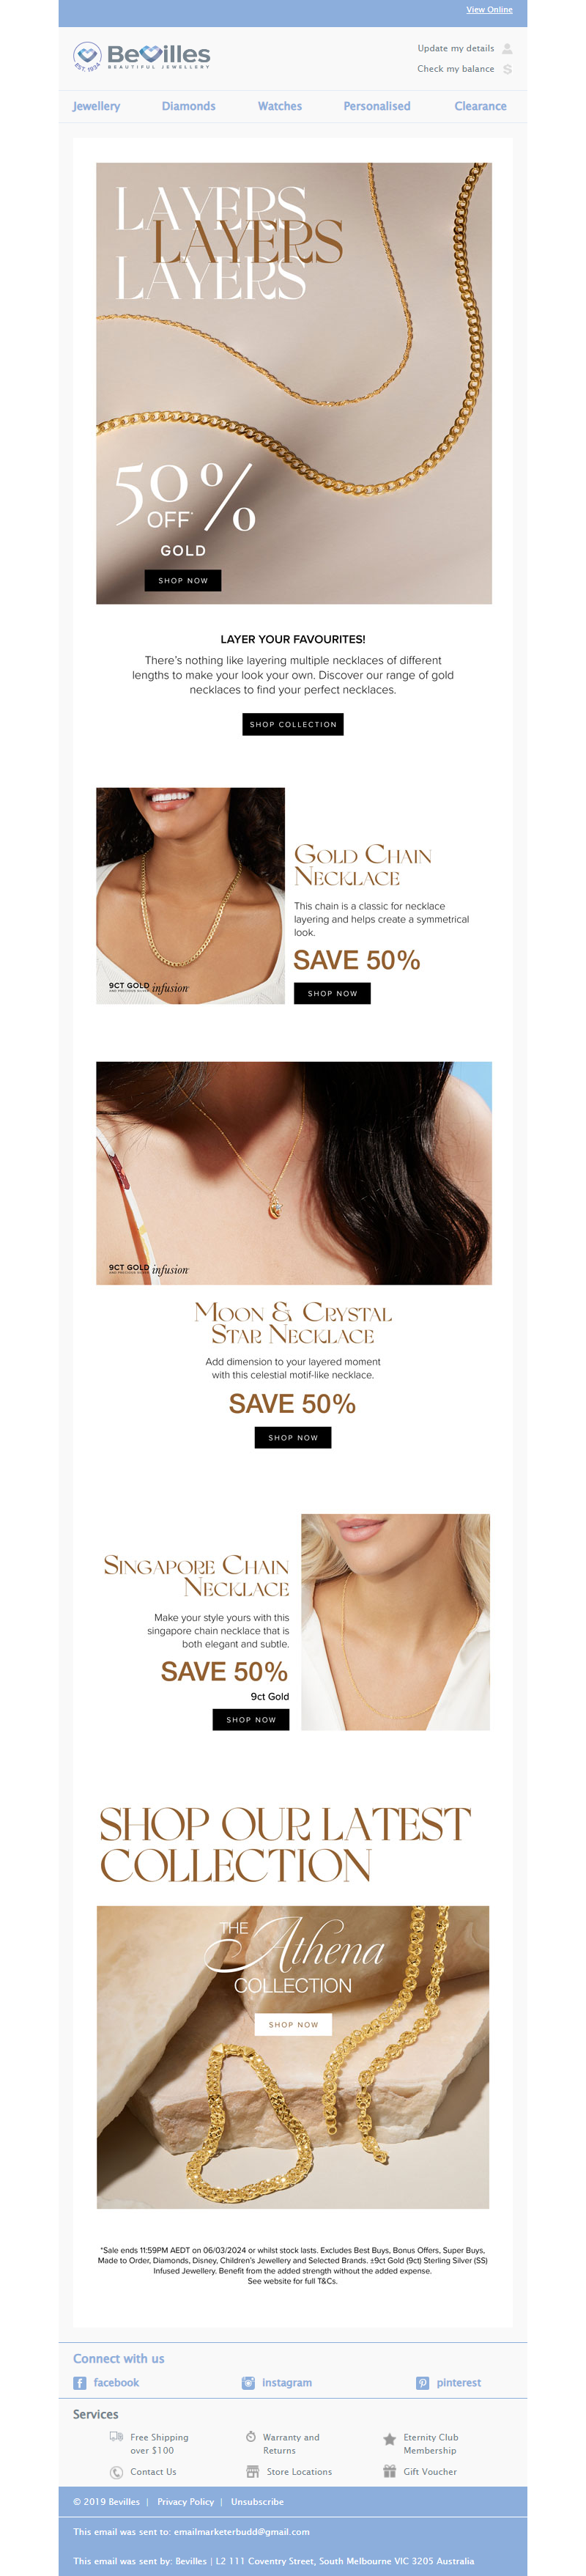 View Online
BeVilles
BEAUTIFUL JEWELLERY
EST. 1934
Update my details
Check my balance
Jewellery Diamonds Watches Personalised Clearance
LAYERS
LAYERS
LAYERS
50%
OFF*
GOLD
SHOP NOW
LAYER YOUR FAVOURITES!
There's nothing like layering multiple necklaces of different
lengths to make your look your own. Discover our range of gold
necklaces to find your perfect necklaces.
SHOP COLLECTION
GOLD CHAIN
NECKLACE
This chain is a classic for necklace
layering and helps create a symmetrical
look.
SAVE 50%
SHOP NOW
9CT GOLD infusion
AND PRECIOUS SILVER
9CT GOLD infusion
AND PRECIOUS SILVER
MOON & CRYSTAL
STAR NECKLACE
Add dimension to your layered moment
with this celestial motif-like necklace.
SAVE 50%
SHOP NOW
SINGAPORE CHAIN
NECKLACE
Make your style yours with this
singapore chain necklace that is
both elegant and subtle.
SAVE 50%
9ct Gold
SHOP NOW
SHOP OUR LATEST
COLLECTION
THE
Athena
COLLECTION
SHOP NOW
*Sale ends 11:59PM AEDT on 06/03/2024 or whilst stock lasts. Excludes Best Buys, Bonus Offers, Super Buys,
Made to Order, Diamonds, Disney, Children's Jewellery and Selected Brands. ±9ct Gold (9ct) Sterling Silver (SS)
Infused Jewellery. Benefit from the added strength without the added expense.
See website for full T&Cs.
Connect with us
facebook instagram pinterest
Services
Free Shipping
over $100
Warranty and
Returns
Eternity Club
Membership
Contact Us
Store Locations
Gift Voucher
© 2019 Bevilles | Privacy Policy | Unsubscribe
This email was sent to: emailmarketerbudd@gmail.com
This email was sent by: Bevilles | L2 111 Coventry Street, South Melbourne VIC 3205 Australia